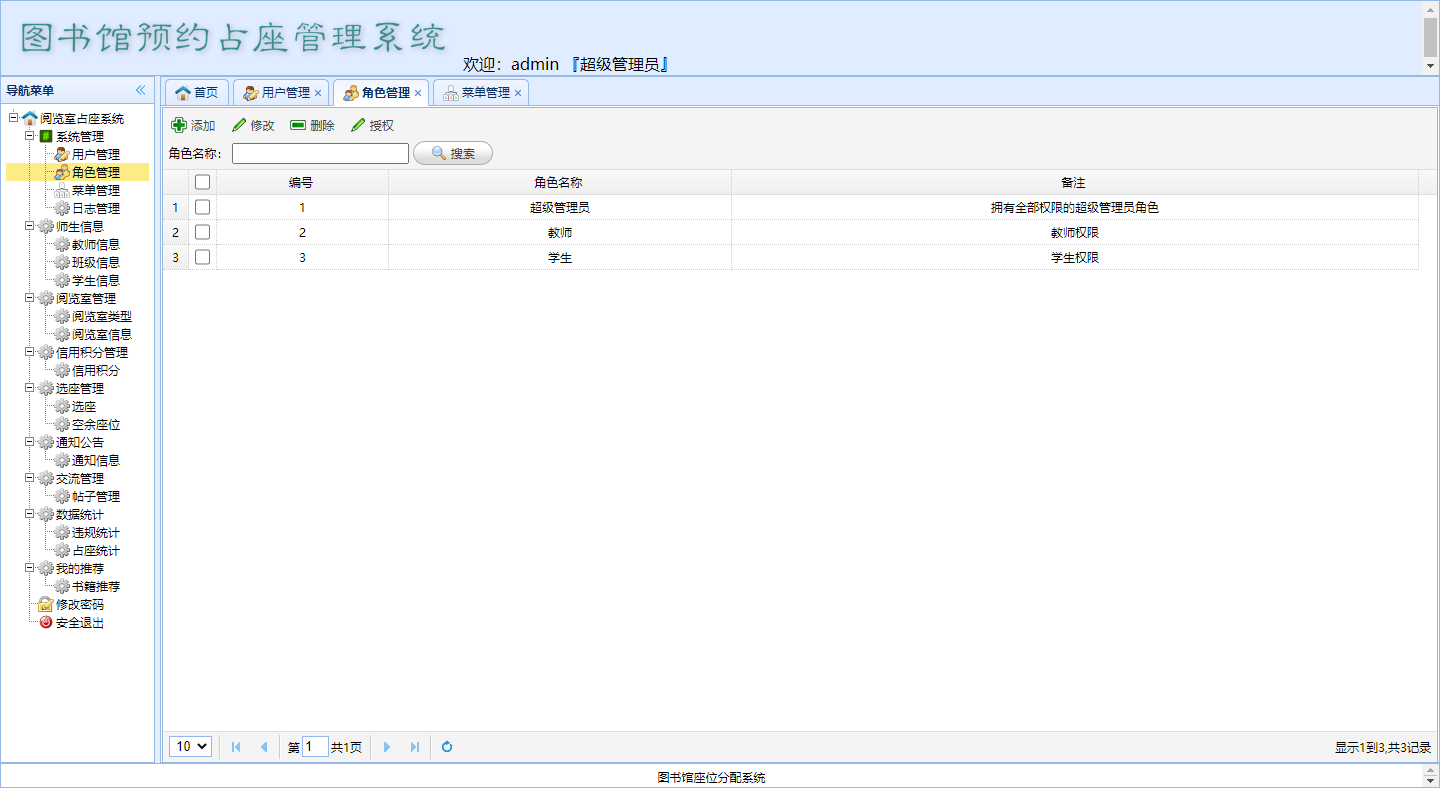 图书馆预约占座管理系统
欢迎：admin 『超级管理员』
导航菜单
阅览室占座系统
系统管理
用户管理
角色管理
菜单管理
日志管理
师生信息
教师信息
班级信息
学生信息
阅览室管理
阅览室类型
阅览室信息
信用积分管理
信用积分
选座管理
选座
空余座位
通知公告
通知信息
交流管理
帖子管理
数据统计
违规统计
占座统计
我的推荐
书籍推荐
修改密码
安全退出
首页 用户管理 角色管理 菜单管理
添加 修改 删除 授权
角色名称： 搜索
编号 角色名称 备注
1 1 超级管理员 拥有全部权限的超级管理员角色
2 2 教师 教师权限
3 3 学生 学生权限
10 第 1 共1页 显示1到3,共3记录
图书馆座位分配系统